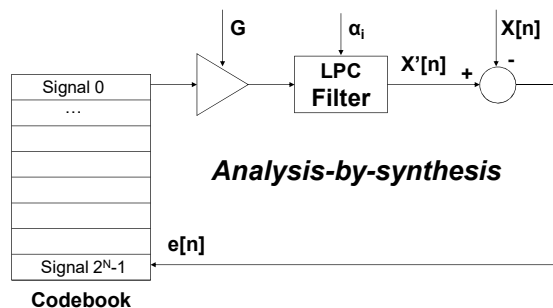 G
αi
X[n]
Signal 0
LPC
Filter
X'[n]
+
-
...
Analysis-by-synthesis
e[n]
Signal 2ᴺ-1
Codebook